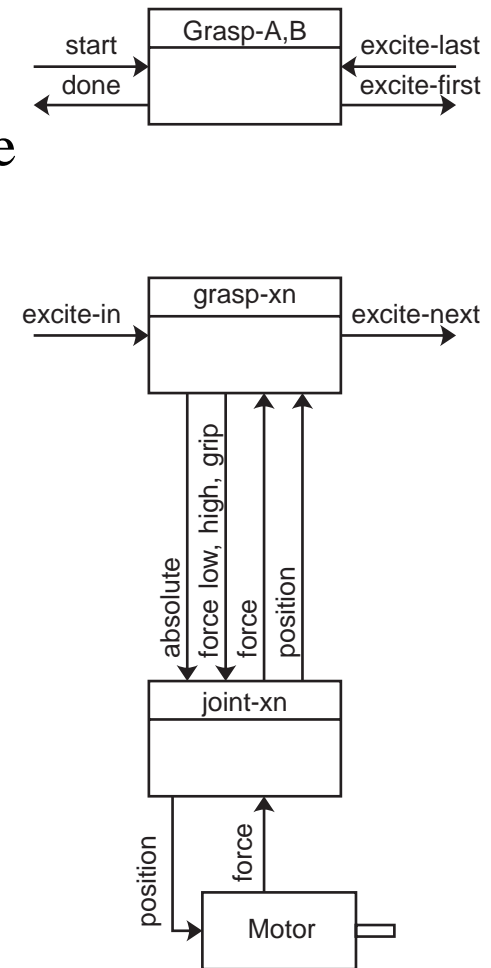 Grasp-A,B
start
excite-last
done
excite-first
e
grasp-xn
excite-in
excite-next
absolute
force low, high, grip
force
position
joint-xn
position
force
Motor